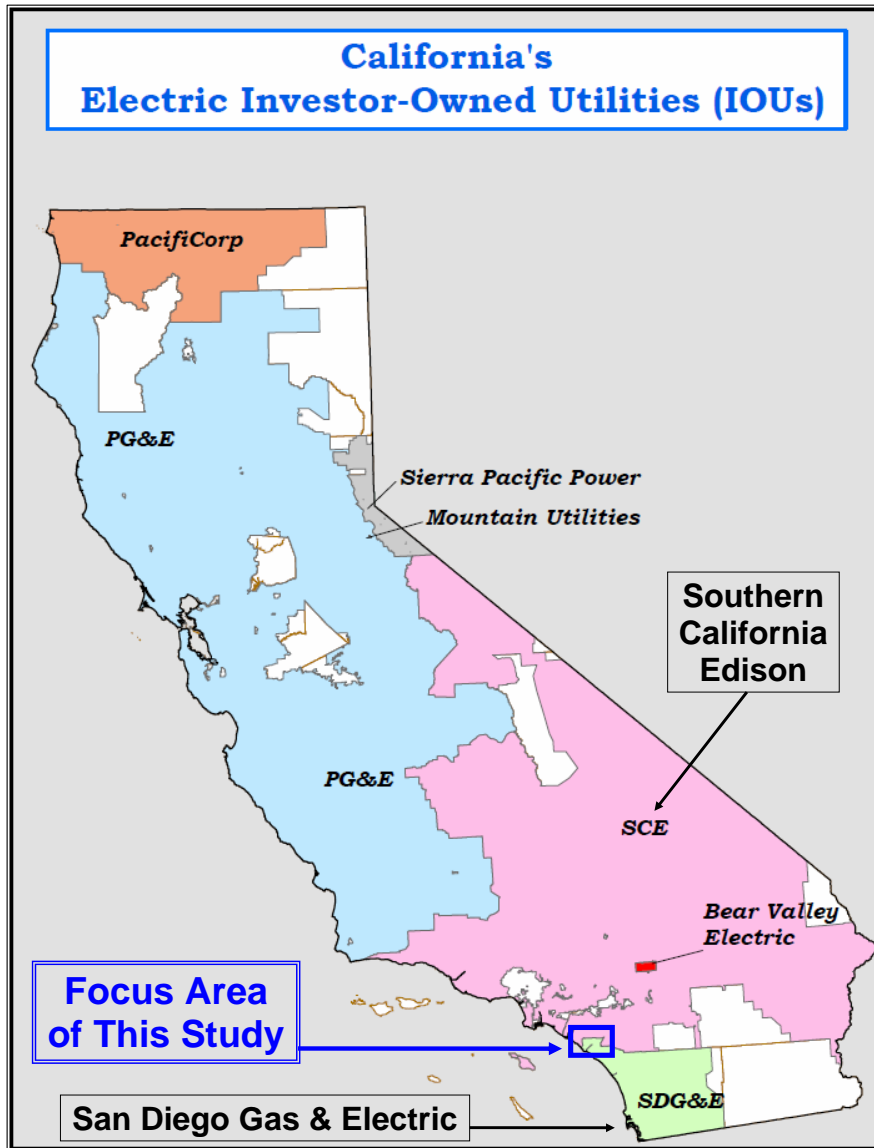 California's
Electric Investor-Owned Utilities (IOUs)
PacifiCorp
PG&E
Sierra Pacific Power
Mountain Utilities
Southern
California
Edison
PG&E
SCE
Bear Valley
Electric
Focus Area
of This Study
SDG&E
San Diego Gas & Electric